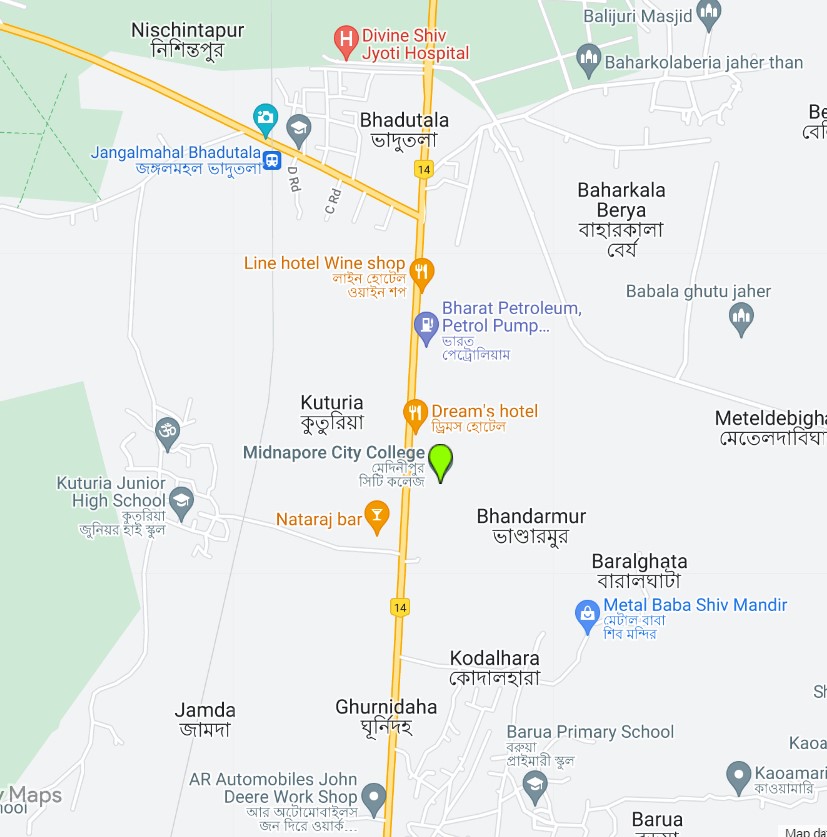 Balijuri Masjid
Nischintapur
নিশিন্তপুর
Divine Shiv
Jyoti Hospital
Baharkolaberia jaher than
Bhadutala
ভাদুতলা
Jangalmahal Bhadutala
জঙ্গলমহল ভাদুতলা
14
D Rd
C Rd
Baharkala
Berya
বাহারকালা
বের্য
Line hotel Wine shop
লাইন হোটেল
ওয়াইন শপ
Babala ghutu jaher
Bharat Petroleum,
Petrol Pump...
ভারত
পেট্রোলিয়াম
Kuturia
কুতুরিয়া
Dream's hotel
ড্রিমস হোটেল
Meteldebigha
মেতেলদাবিঘা
Midnapore City College
মেদিনীপুর
সিটি কলেজ
Kuturia Junior
High School
কুতরিয়া
জুনিয়র হাই স্কুল
Nataraj bar
Bhandarmur
ভাণ্ডারমুর
Baralghata
বারালঘাটা
Metal Baba Shiv Mandir
মেটাল বাবা
শিব মন্দির
14
Kodalhara
কোদালহারা
Jamda
জামদা
Ghurnidaha
ঘূর্নিদহ
Sh
Barua Primary School
বরুয়া
প্রাইমারী স্কুল
Kaoa
Kaoamari
কাওয়ামারি
AR Automobiles John
Deere Work Shop
আর অটোমোবাইলস
জন দিরে ওয়ার্ক...
Maps
hool
Barua
Map da